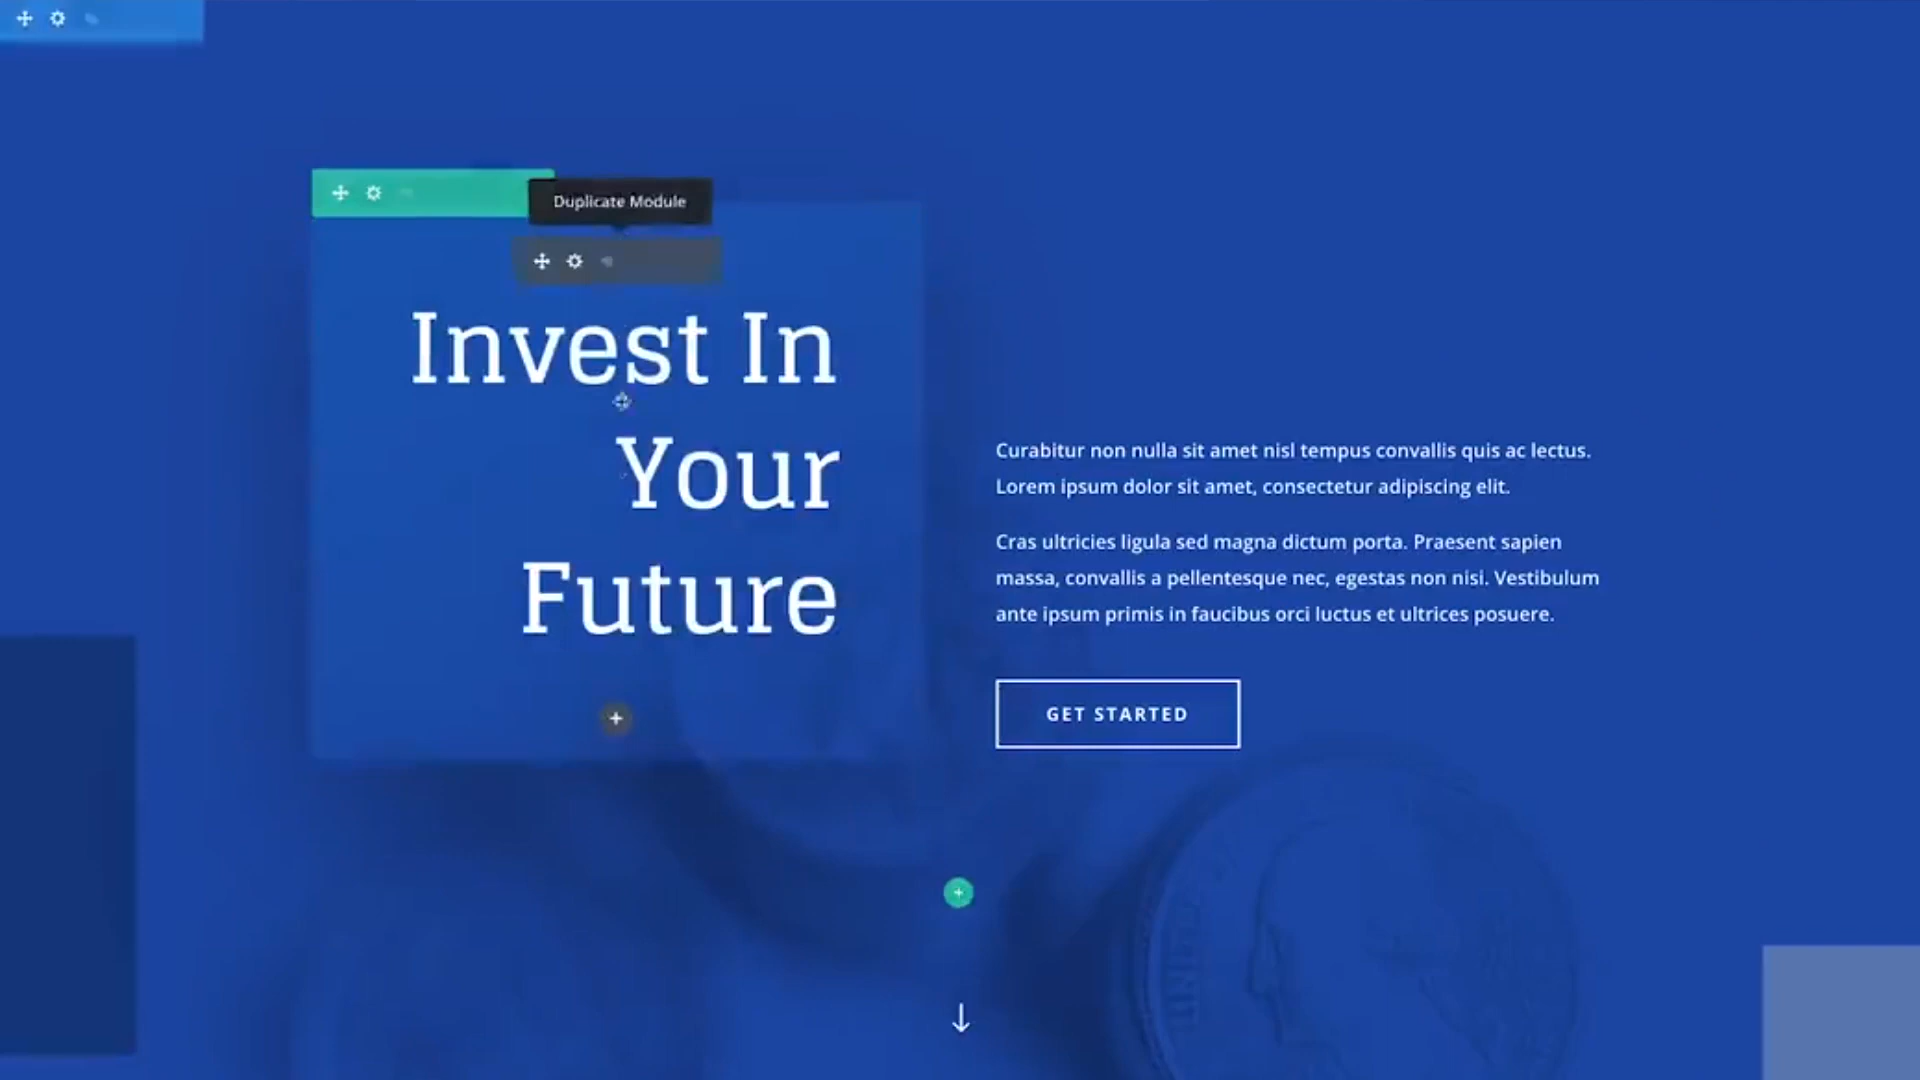 Duplicate Module
Invest In
Your
Future
Curabitur non nulla sit amet nisl tempus convallis quis ac lectus.
Lorem ipsum dolor sit amet, consectetur adipiscing elit.
Cras ultricies ligula sed magna dictum porta. Praesent sapien
massa, convallis a pellentesque nec, egestas non nisi. Vestibulum
ante ipsum primis in faucibus orci luctus et ultrices posuere.
GET STARTED